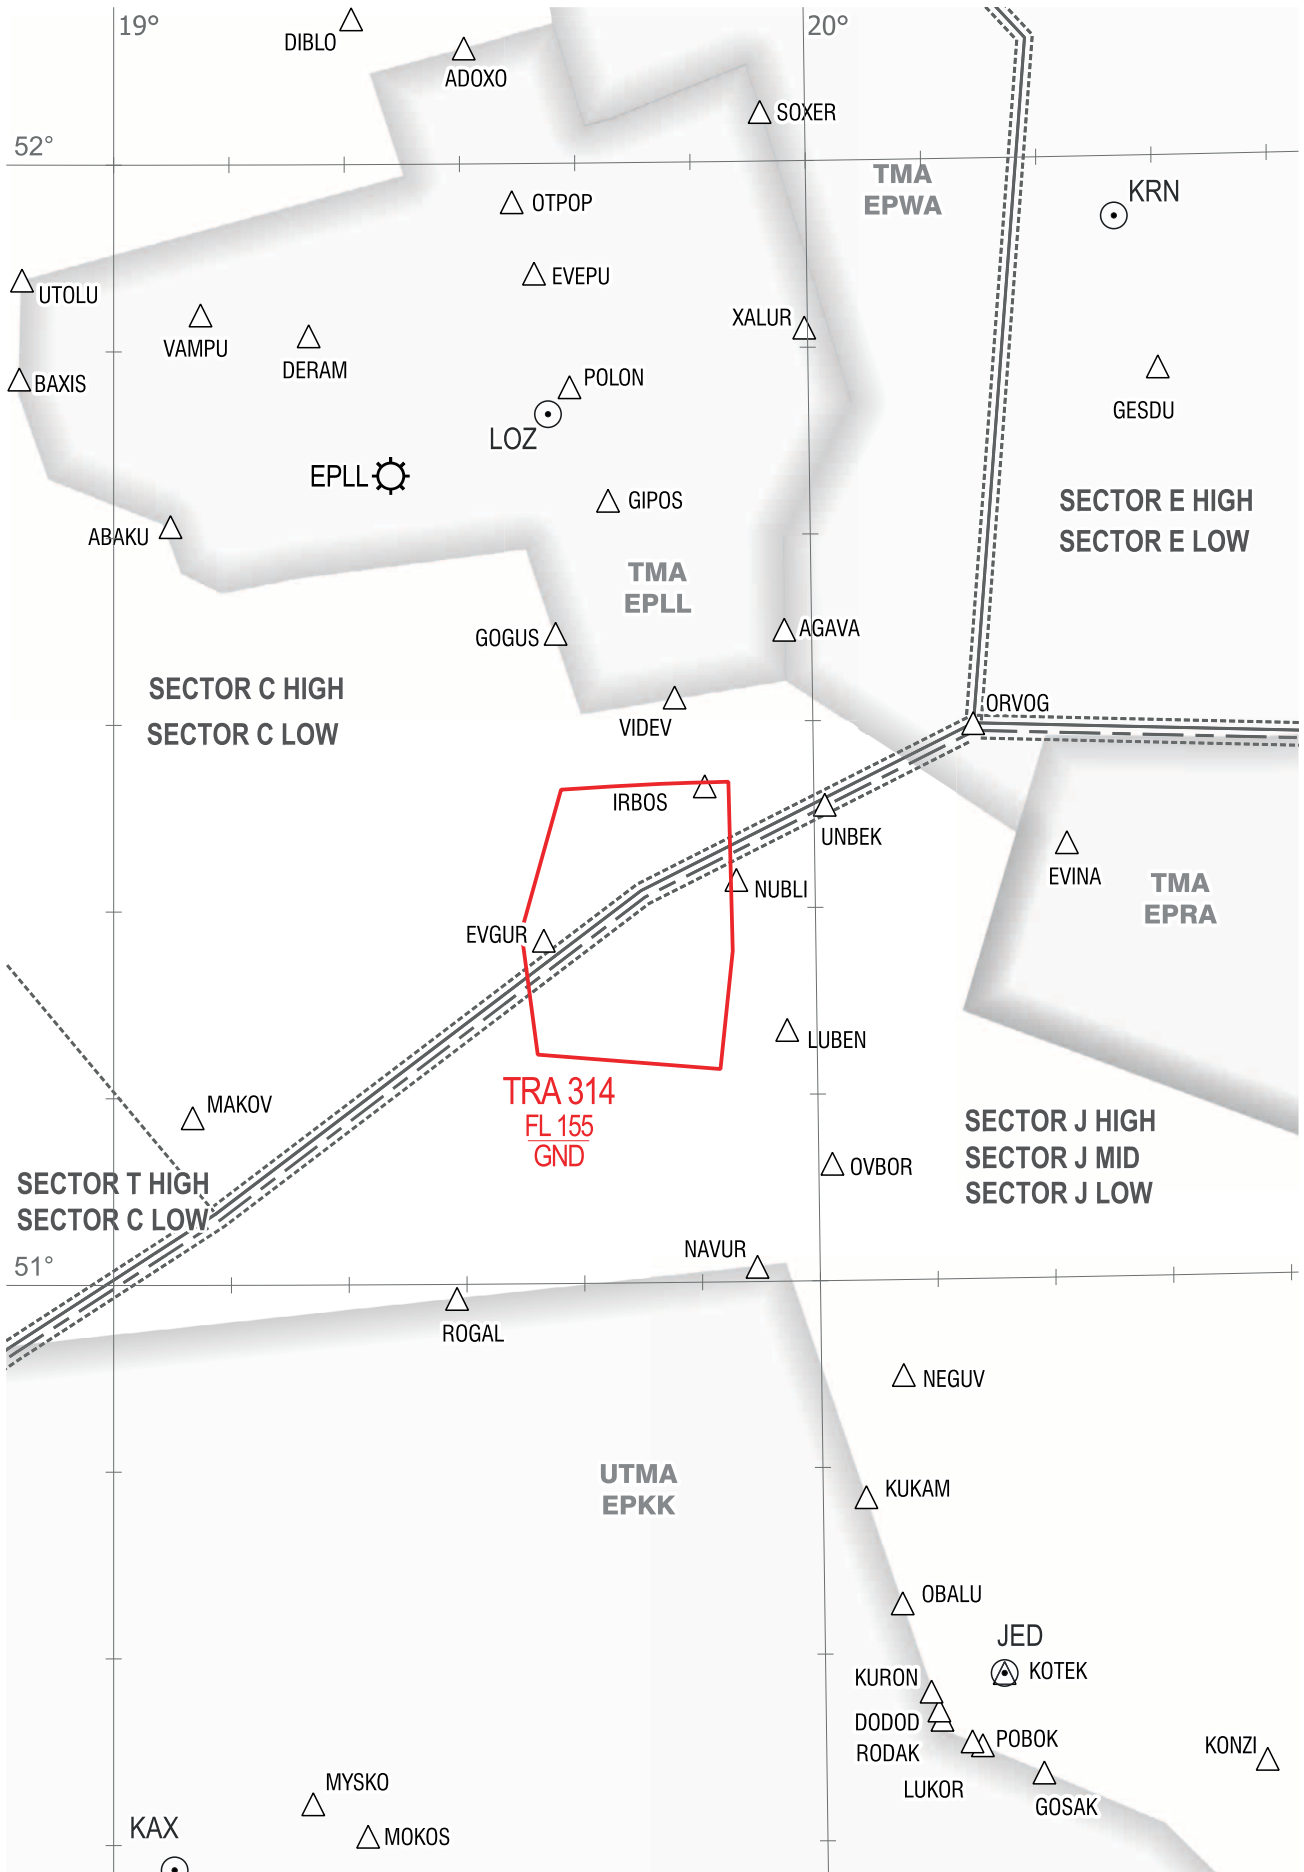 19°
20°
DIBLO
ADOXO
SOXER
52°
TMA
EPWA
KRN
OTPOP
EVEPU
UTOLU
XALUR
VAMPU
DERAM
BAXIS
POLON
GESDU
LOZ
EPLL
GIPOS
SECTOR E HIGH
SECTOR E LOW
ABAKU
TMA
EPLL
GOGUS
AGAVA
SECTOR C HIGH
SECTOR C LOW
ORVOG
VIDEV
IRBOS
UNBEK
EVINA
NUBLI
TMA
EPRA
EVGUR
LUBEN
TRA 314
FL 155
GND
MAKOV
SECTOR J HIGH
SECTOR J MID
SECTOR J LOW
OVBOR
SECTOR T HIGH
SECTOR C LOW
NAVUR
51°
ROGAL
NEGUV
UTMA
EPKK
KUKAM
OBALU
JED
KOTEK
KURON
DODOD
RODAK
POBOK
KONZI
LUKOR
GOSAK
MYSKO
KAX
MOKOS